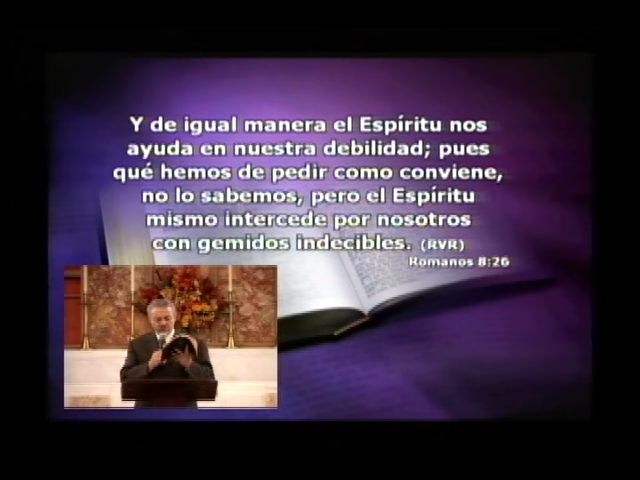 Y de igual manera el Espíritu nos
ayuda en nuestra debilidad; pues
qué hemos de pedir como conviene,
no lo sabemos, pero el Espíritu
mismo intercede por nosotros
con gemidos indecibles. (RVR)
Romanos 8:26